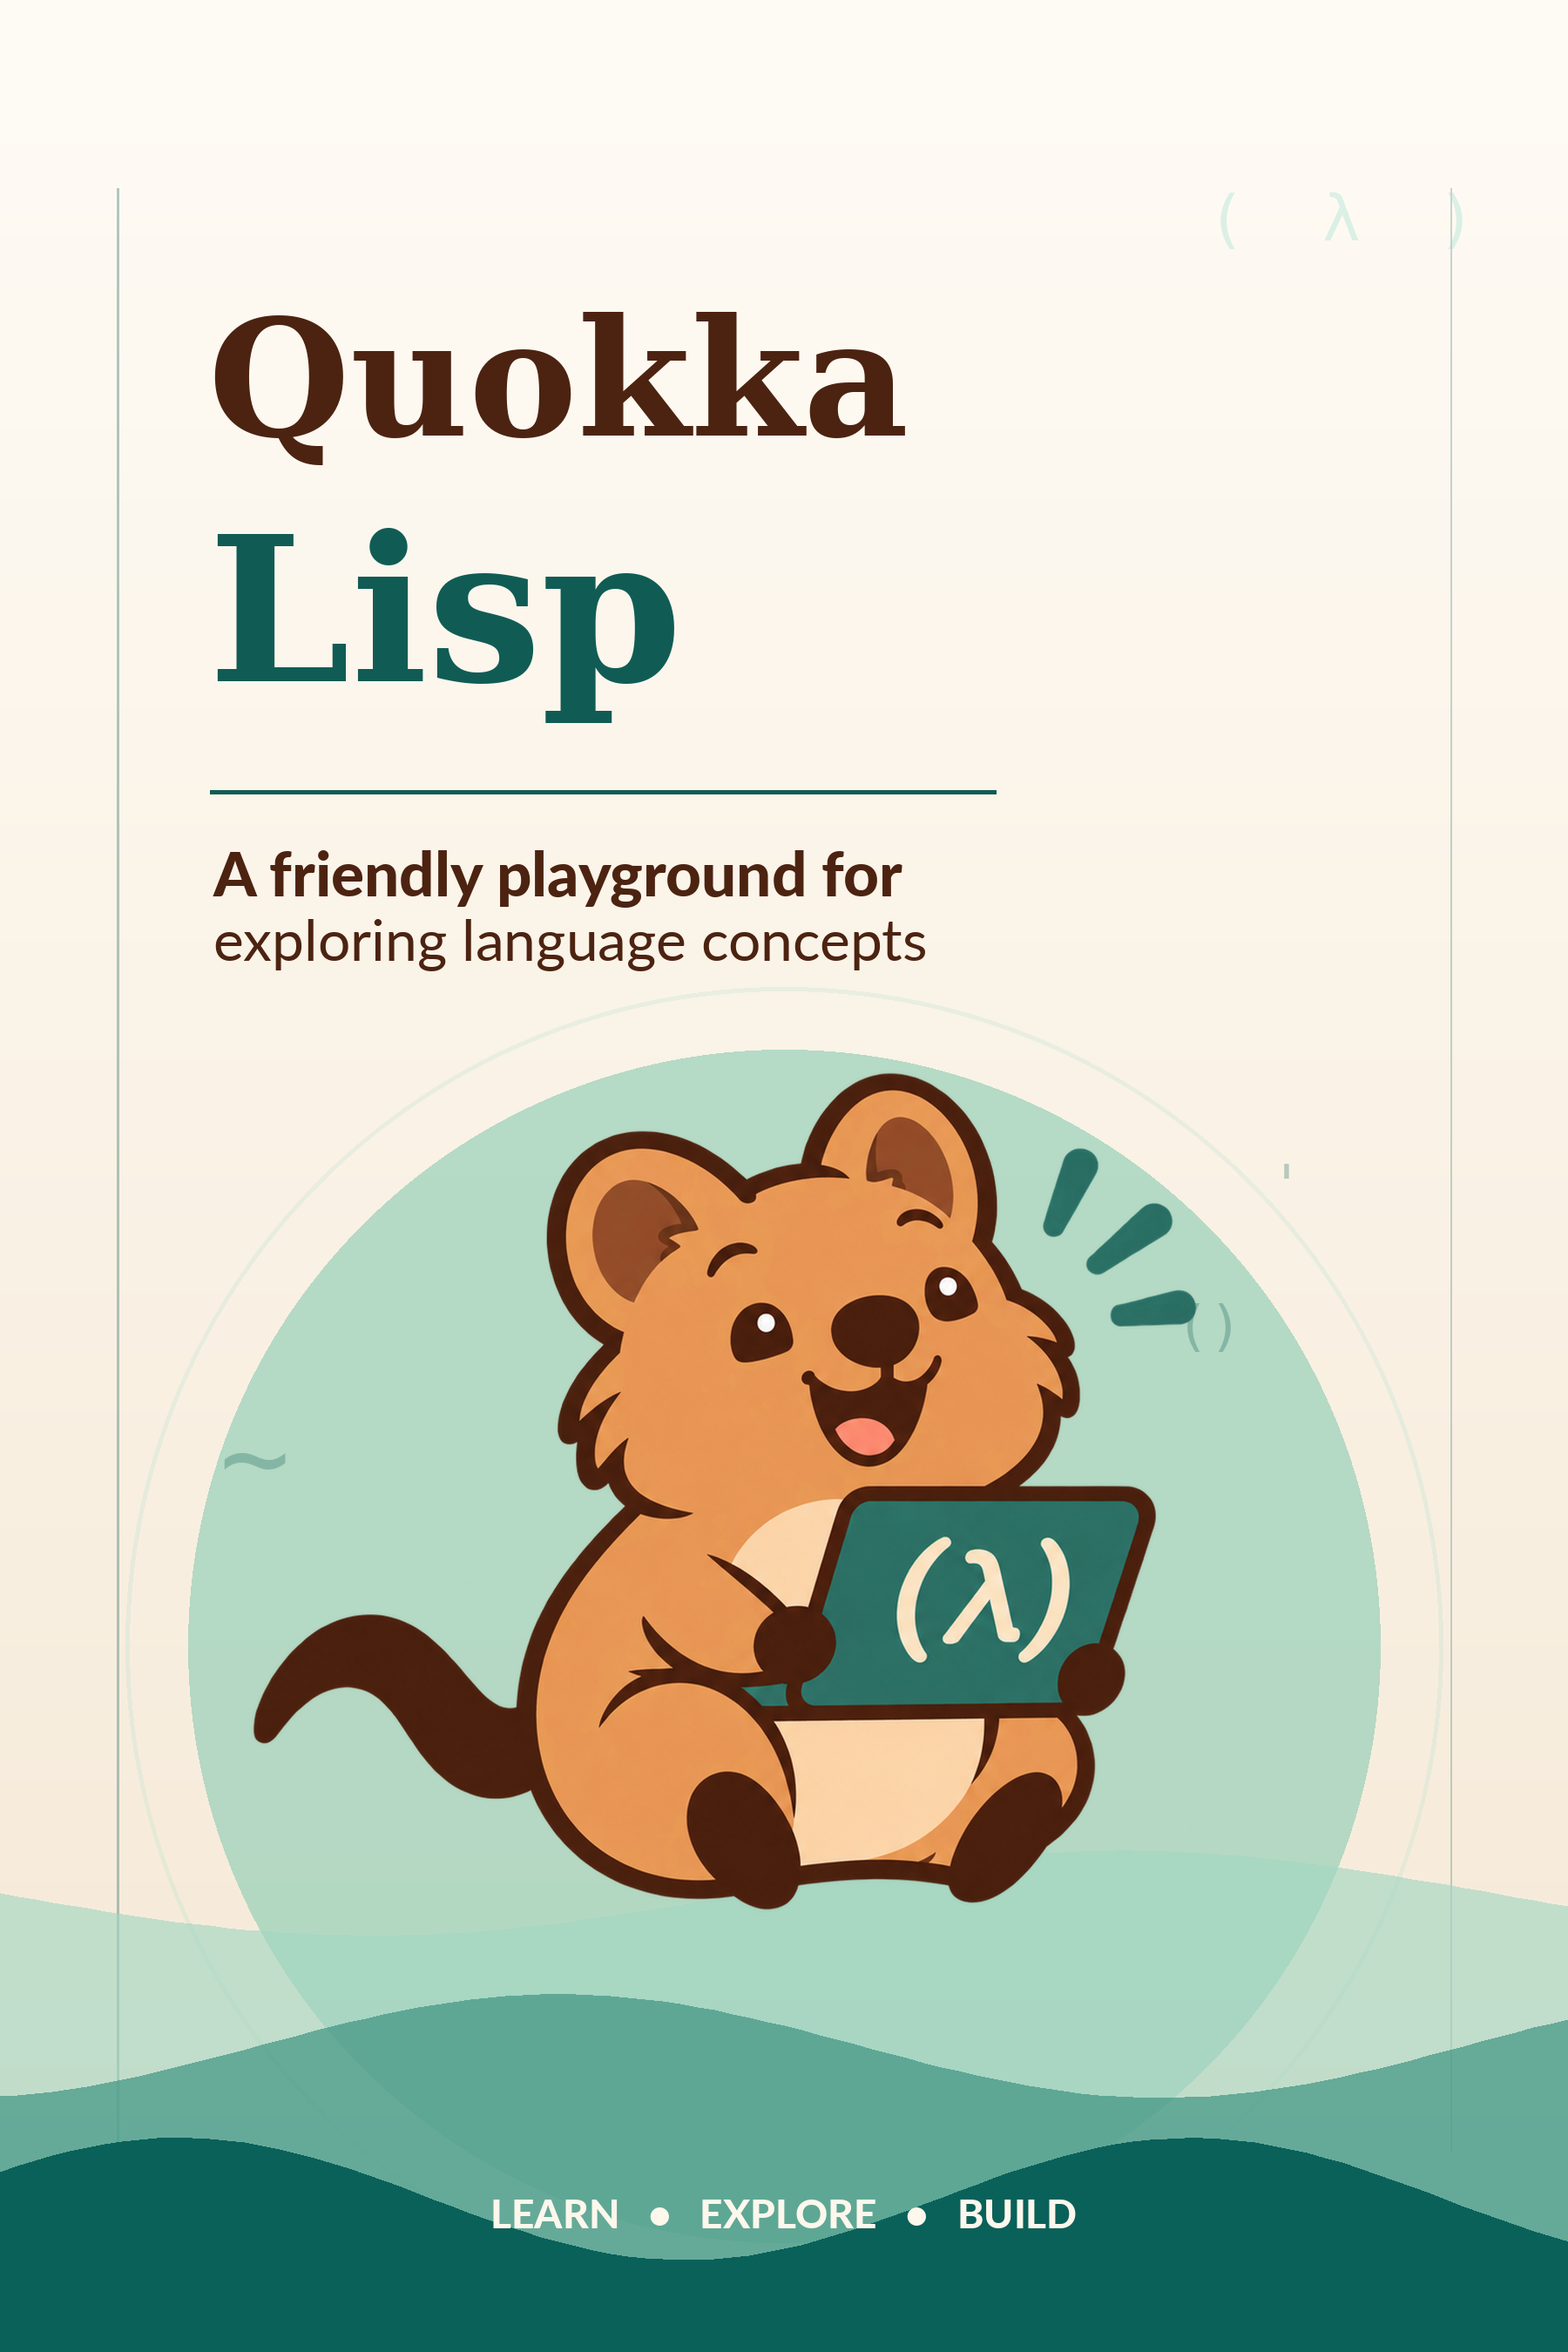 ( λ )
Quokka
Lisp
A friendly playground for
exploring language concepts
'
( )
~
(λ)
LEARN • EXPLORE • BUILD